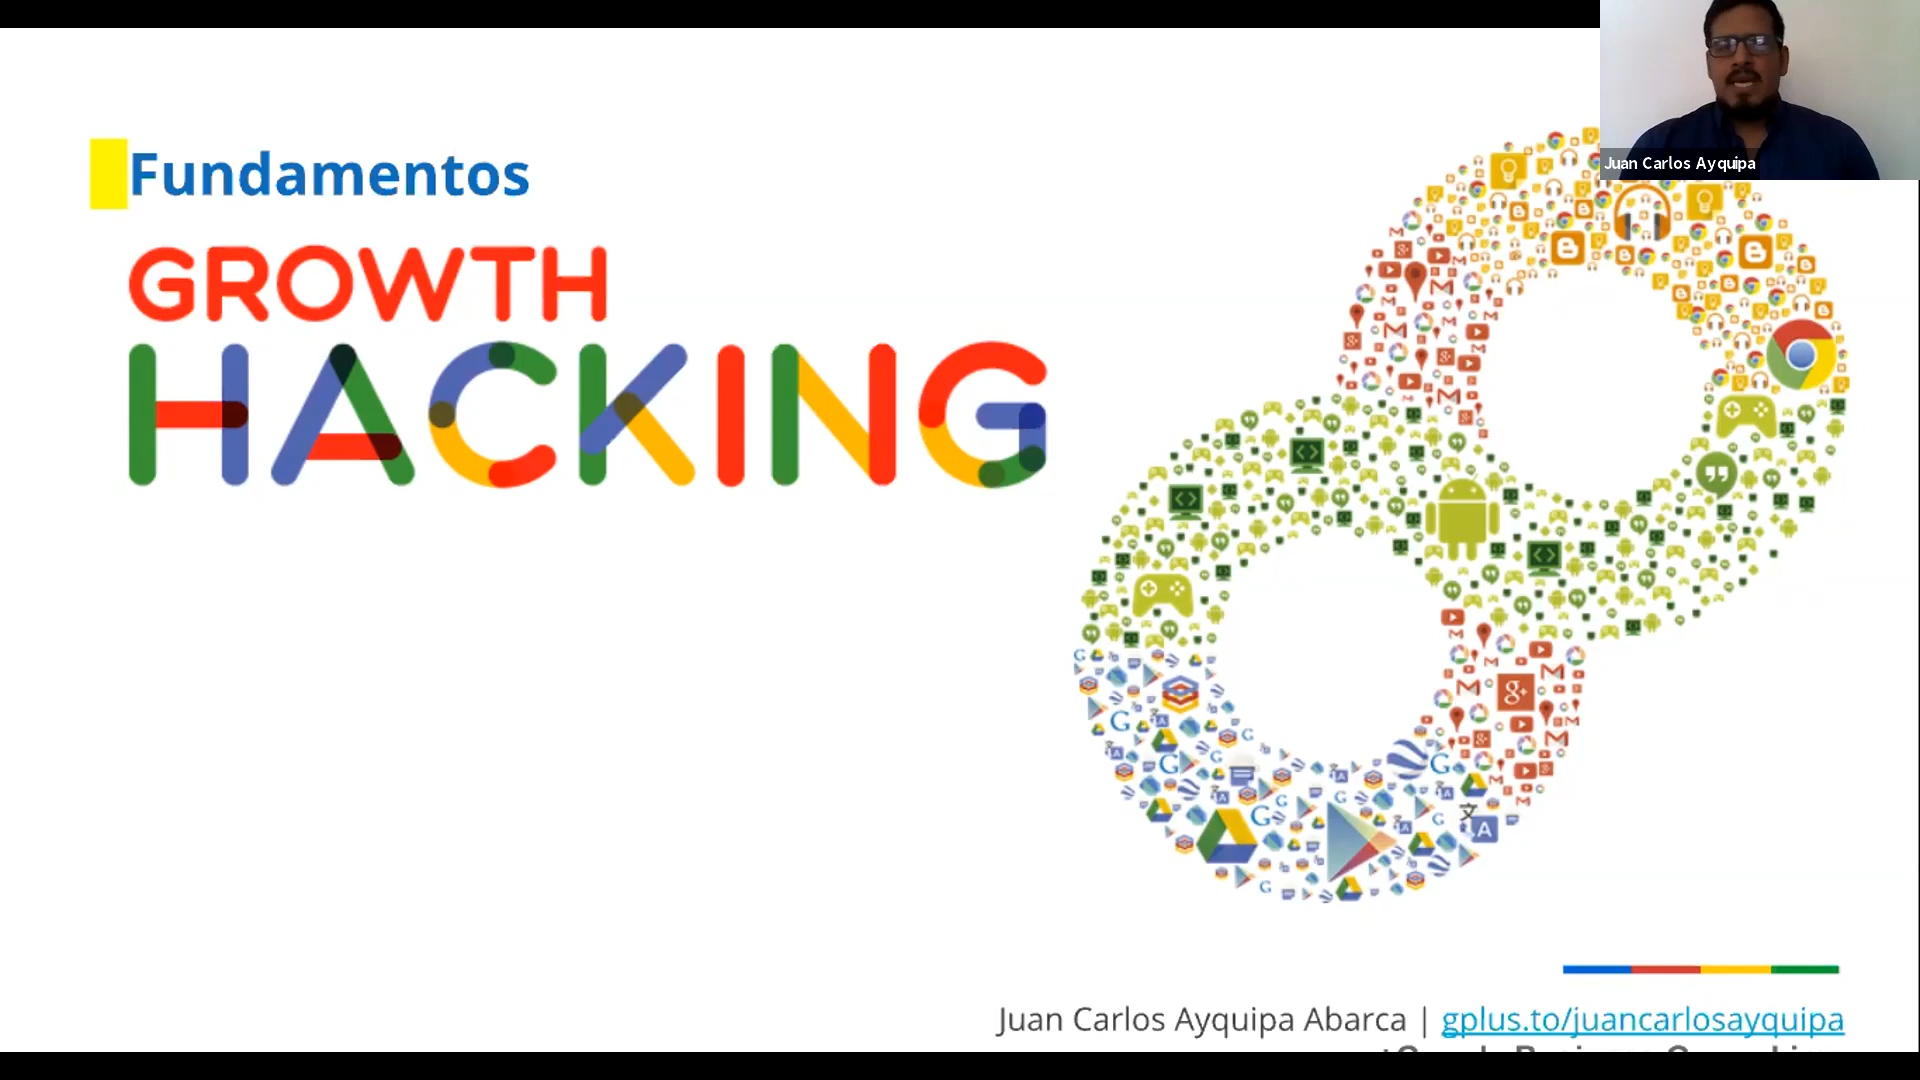 Juan Carlos Ayquipa
Fundamentos
GROWTH
HACKING
Juan Carlos Ayquipa Abarca | gplus.to/juancarlosayquipa